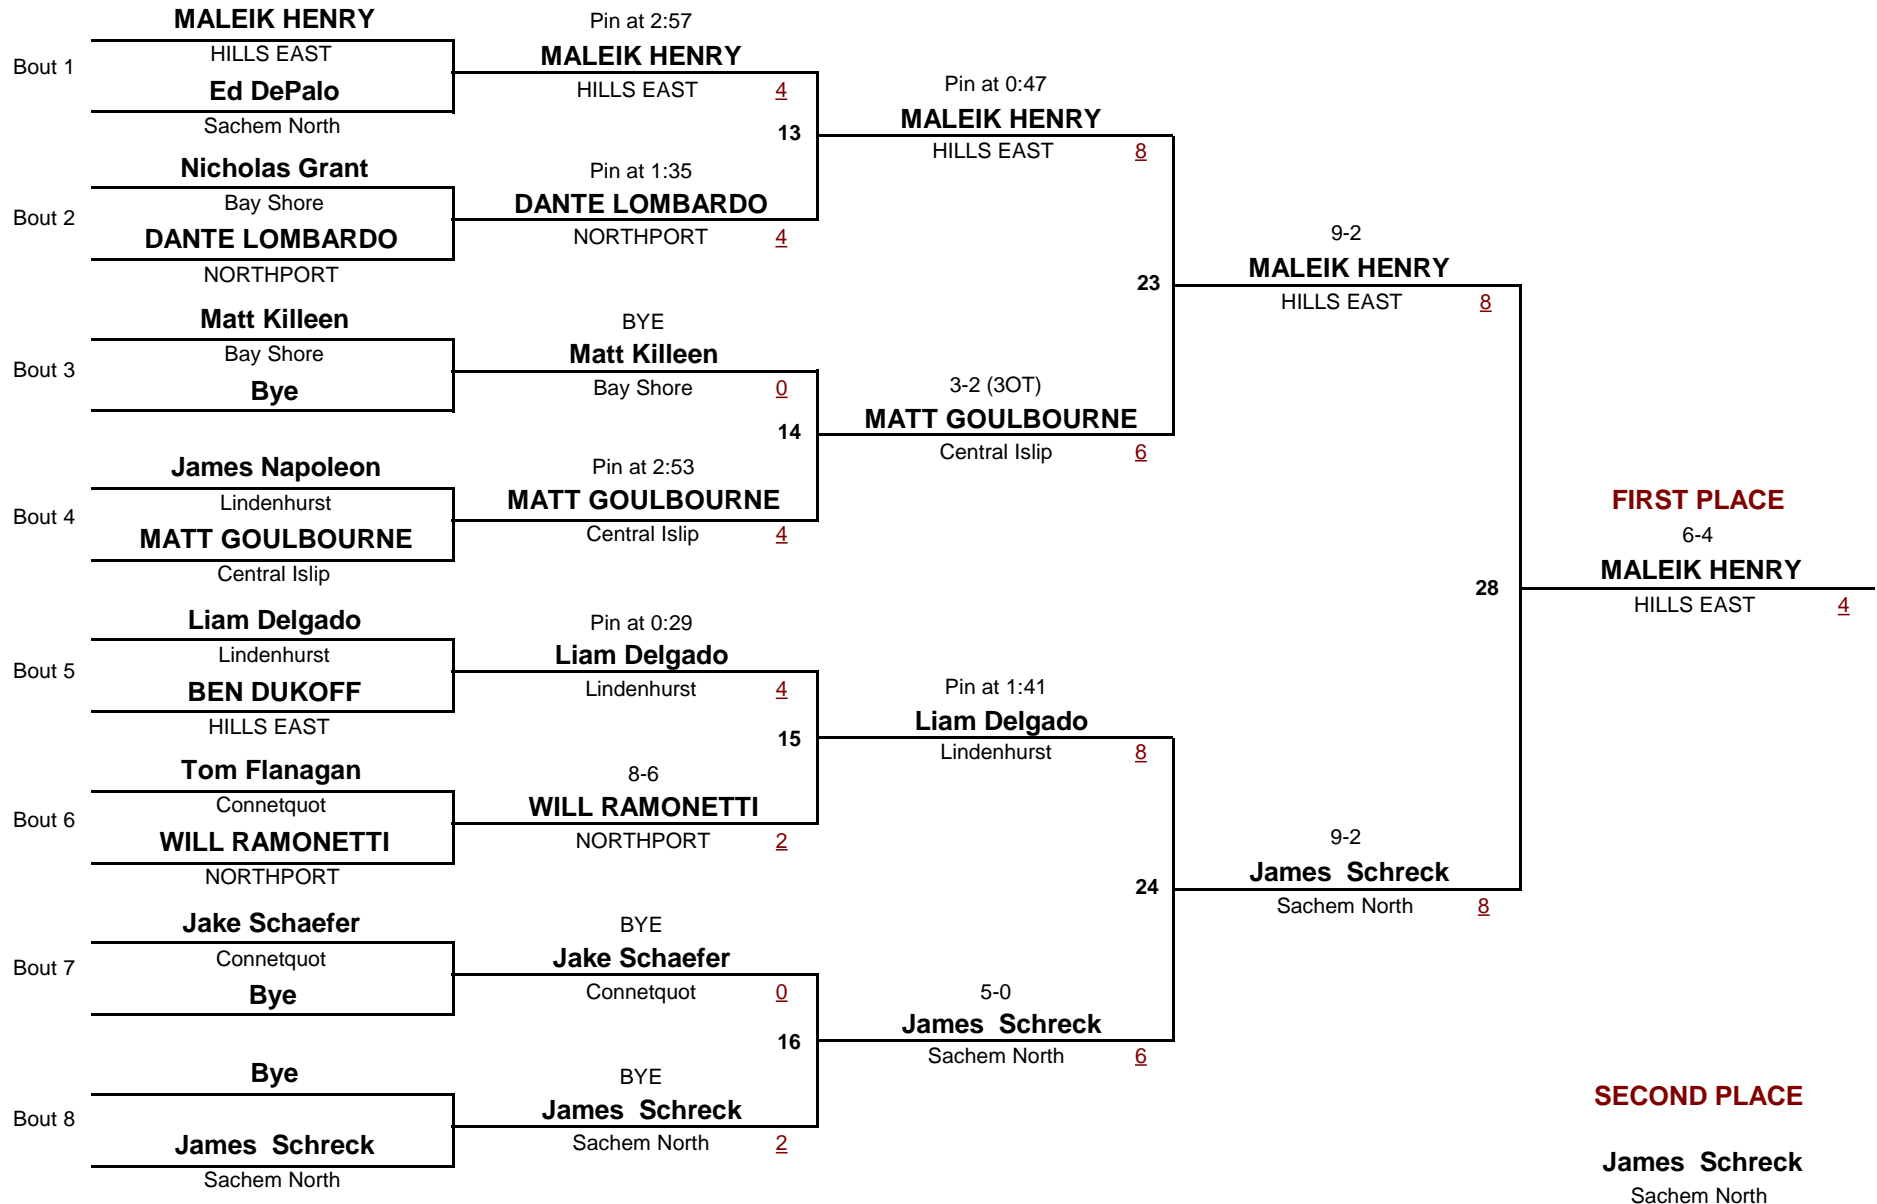 MALEIK HENRY
Bout 1
HILLS EAST
Ed DePalo
Sachem North
Nicholas Grant
Bout 2
Bay Shore
DANTE LOMBARDO
NORTHPORT
Matt Killeen
Bout 3
Bay Shore
Bye
James Napoleon
Bout 4
Lindenhurst
MATT GOULBOURNE
Central Islip
Liam Delgado
Bout 5
Lindenhurst
BEN DUKOFF
HILLS EAST
Tom Flanagan
Bout 6
Connetquot
WILL RAMONETTI
NORTHPORT
Jake Schaefer
Bout 7
Connetquot
Bye
Bye
Bout 8
James  Schreck
Sachem North
Pin at 2:57
MALEIK HENRY
HILLS EAST 4
13
Pin at 1:35
DANTE LOMBARDO
NORTHPORT 4
BYE
Matt Killeen
Bay Shore 0
14
Pin at 2:53
MATT GOULBOURNE
Central Islip 4
Pin at 0:29
Liam Delgado
Lindenhurst 4
15
8-6
WILL RAMONETTI
NORTHPORT 2
BYE
Jake Schaefer
Connetquot 0
16
BYE
James  Schreck
Sachem North 2
Pin at 0:47
MALEIK HENRY
HILLS EAST 8
23
3-2 (3OT)
MATT GOULBOURNE
Central Islip 6
Pin at 1:41
Liam Delgado
Lindenhurst 8
24
5-0
James  Schreck
Sachem North 6
9-2
MALEIK HENRY
HILLS EAST 8
28
9-2
James  Schreck
Sachem North 8
FIRST PLACE
6-4
MALEIK HENRY
HILLS EAST 4
SECOND PLACE
James  Schreck
Sachem North